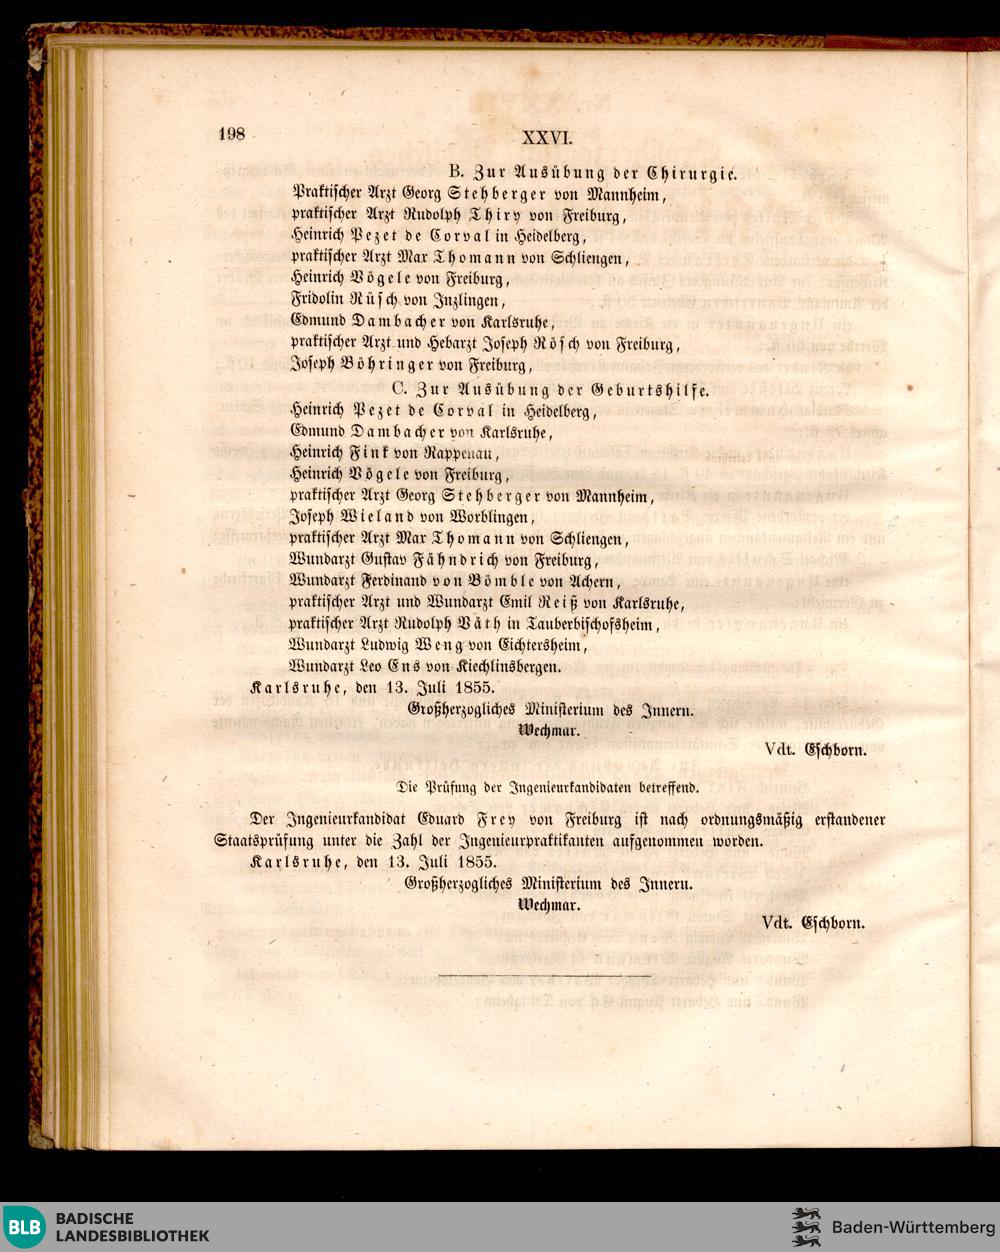 198
XXVI.
B. Zur Ausübung der Chirurgie.
Praktischer Arzt Georg Stehberger von Mannheim,
praktischer Arzt Rudolph Thiry von Freiburg,
Heinrich Pezet de Corval in Heidelberg,
praktischer Arzt Max Thomann von Schliengen,
Heinrich Vögele von Freiburg,
Fridolin Rüsch von Inzlingen,
Edmund Dambacher von Karlsruhe,
praktischer Arzt und Hebarzt Joseph Rösch von Freiburg,
Joseph Böhringer von Freiburg,
C. Zur Ausübung der Geburtshilfe.
Heinrich Pezet de Corval in Heidelberg,
Edmund Dambacher von Karlsruhe,
Heinrich Fink von Rappenau,
Heinrich Vögele von Freiburg,
praktischer Arzt Georg Stehberger von Mannheim,
Joseph Wieland von Worblingen,
praktischer Arzt Max Thomann von Schliengen,
Wundarzt Gustav Fähndrich von Freiburg,
Wundarzt Ferdinand von Bömble von Achern,
praktischer Arzt und Wundarzt Emil Reiß von Karlsruhe,
praktischer Arzt Rudolph Väth in Tauberbischofsheim,
Wundarzt Ludwig Weng von Eichtersheim,
Wundarzt Leo Ens von Kiechlinsbergen.
Karlsruhe, den 13. Juli 1855.
Großherzogliches Ministerium des Innern.
Wechmar.
Vdt. Eschborn.
Die Prüfung der Ingenieurkandidaten betreffend.
Der Ingenieurkandidat Eduard Frey von Freiburg ist nach ordnungsmäßig erstandener
Staatsprüfung unter die Zahl der Ingenieurpraktikanten aufgenommen worden.
Karlsruhe, den 13. Juli 1855.
Großherzogliches Ministerium des Innern.
Wechmar.
Vdt. Eschborn.
BLB BADISCHE
LANDESBIBLIOTHEK
Baden-Württemberg